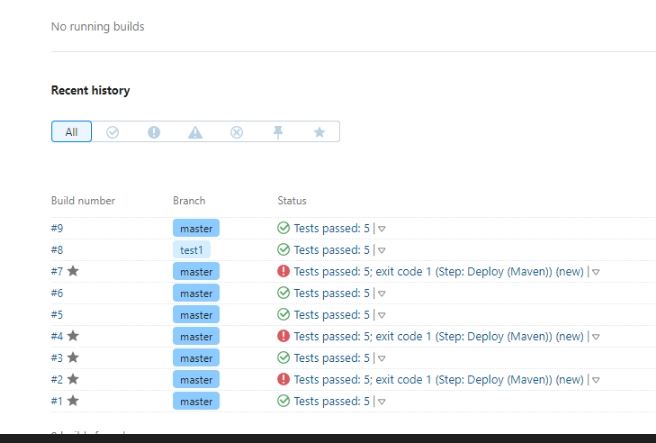 No running builds
Recent history
All
Build number Branch Status
#9 master Tests passed: 5 |
#8 test1 Tests passed: 5 |
#7 master Tests passed: 5; exit code 1 (Step: Deploy (Maven)) (new) |
#6 master Tests passed: 5 |
#5 master Tests passed: 5 |
#4 master Tests passed: 5; exit code 1 (Step: Deploy (Maven)) (new) |
#3 master Tests passed: 5 |
#2 master Tests passed: 5; exit code 1 (Step: Deploy (Maven)) (new) |
#1 master Tests passed: 5 |